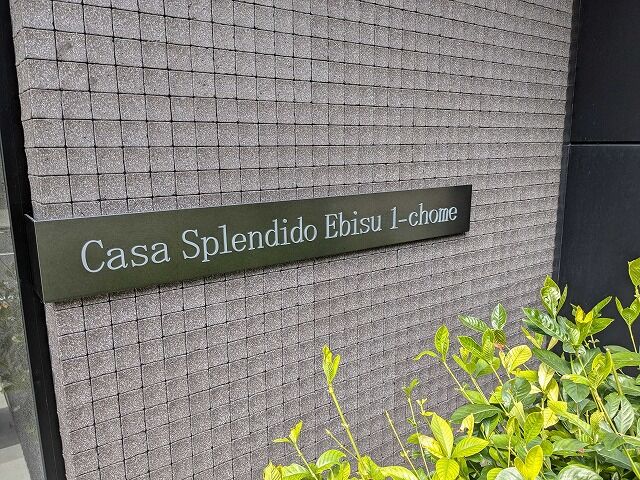 Casa Splendido Ebisu 1-chome